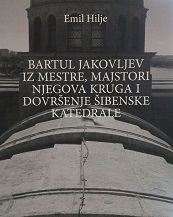 Emil Hilje
BARTUL JAKOVLJEV
IZ MESTRE, MAJSTORI
NJEGOVA KRUGA I
DOVRŠENJE ŠIBENSKE
KATEDRALE